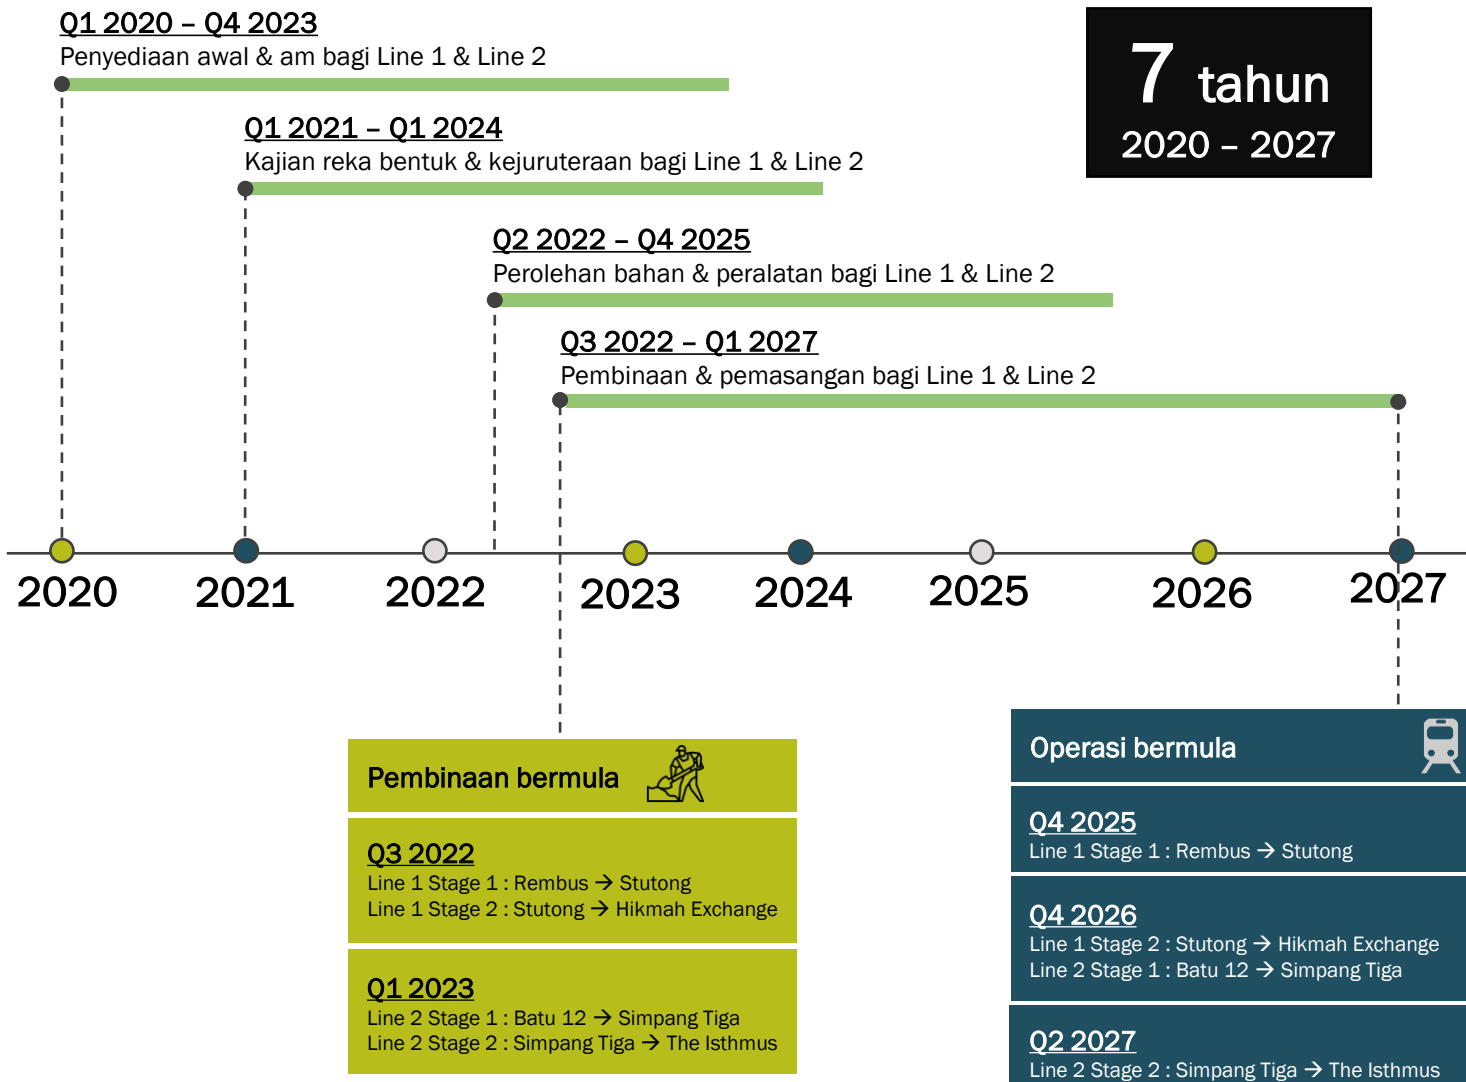 Q1 2020 – Q4 2023
Penyediaan awal & am bagi Line 1 & Line 2
7 tahun
2020 – 2027
Q1 2021 – Q1 2024
Kajian reka bentuk & kejuruteraan bagi Line 1 & Line 2
Q2 2022 – Q4 2025
Perolehan bahan & peralatan bagi Line 1 & Line 2
Q3 2022 – Q1 2027
Pembinaan & pemasangan bagi Line 1 & Line 2
2020
2021
2022
2023
2024
2025
2026
2027
Pembinaan bermula
Q3 2022
Line 1 Stage 1 : Rembus → Stutong
Line 1 Stage 2 : Stutong → Hikmah Exchange
Q1 2023
Line 2 Stage 1 : Batu 12 → Simpang Tiga
Line 2 Stage 2 : Simpang Tiga → The Isthmus
Operasi bermula
Q4 2025
Line 1 Stage 1 : Rembus → Stutong
Q4 2026
Line 1 Stage 2 : Stutong → Hikmah Exchange
Line 2 Stage 1 : Batu 12 → Simpang Tiga
Q2 2027
Line 2 Stage 2 : Simpang Tiga → The Isthmus